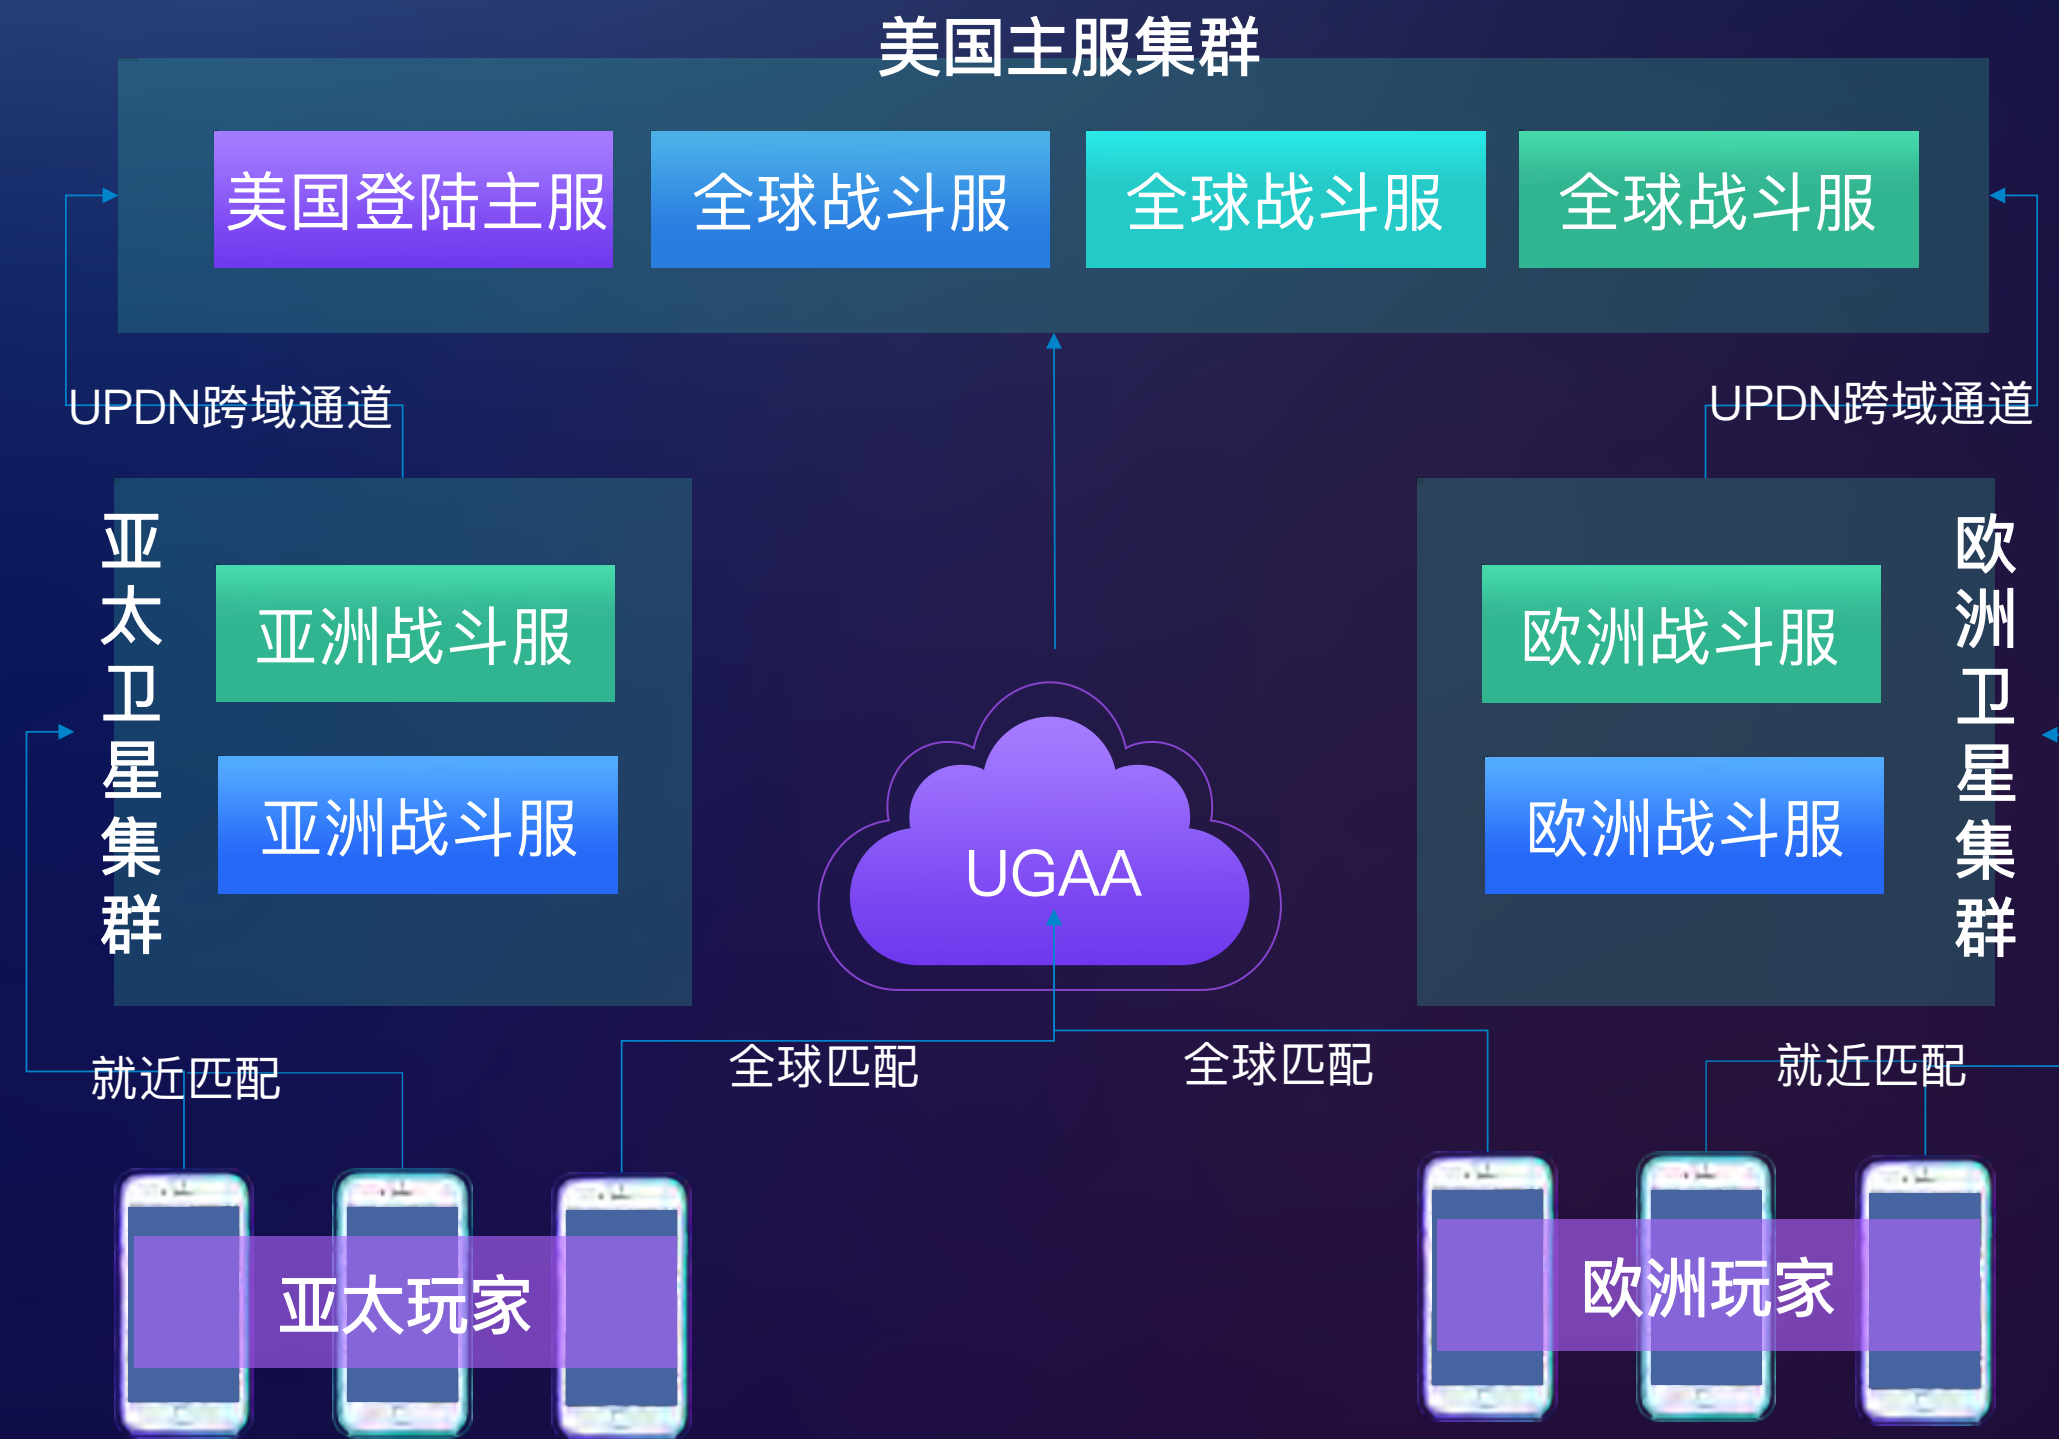 美国主服集群
美国登陆主服
全球战斗服
全球战斗服
全球战斗服
UPDN跨域通道
UPDN跨域通道
亚太卫星集群
亚洲战斗服
亚洲战斗服
UGAA
欧洲战斗服
欧洲战斗服
欧洲卫星集群
就近匹配
全球匹配
全球匹配
就近匹配
亚太玩家
欧洲玩家